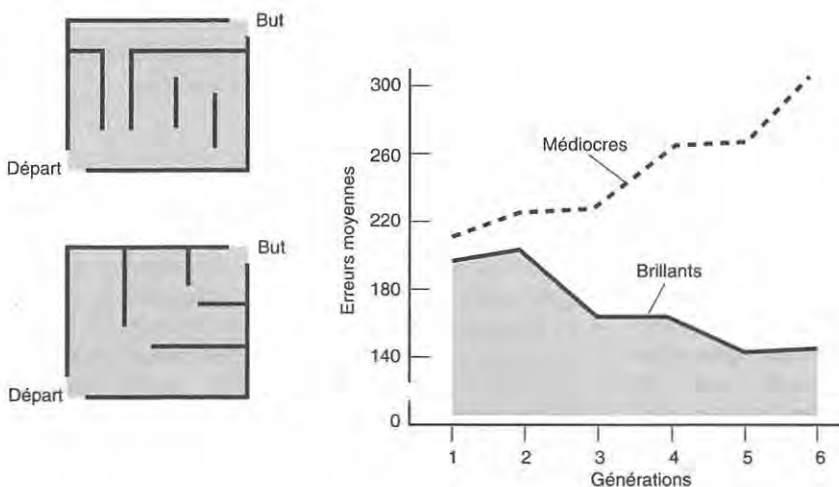 But
Départ
But
Départ
Erreurs moyennes
300
260
220
180
140
0
Médiocres
Brillants
1 2 3 4 5 6
Générations